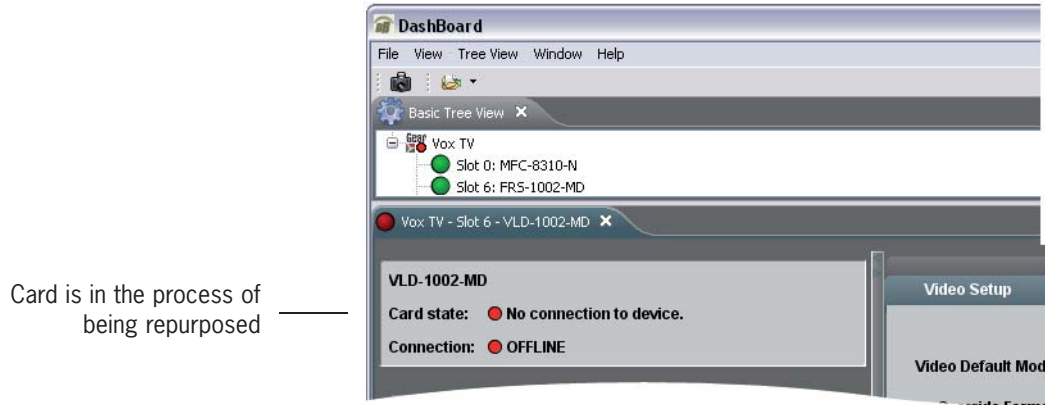 DashBoard
File View Tree View Window Help
Basic Tree View
Vox TV
Slot 0: MFC-8310-N
Slot 6: FRS-1002-MD
Vox TV - Slot 6 - VLD-1002-MD
VLD-1002-MD
Card state: No connection to device.
Connection: OFFLINE
Video Setup
Video Default Mod
Card is in the process of
being repurposed